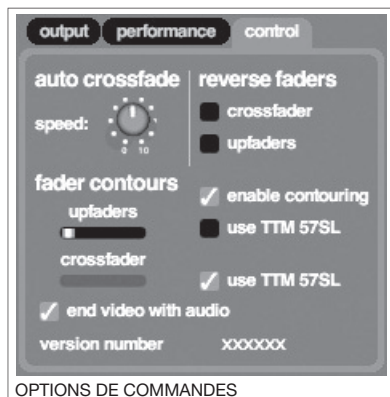 output performance control
auto crossfade
speed:
0 10
reverse faders
crossfader
upfaders
fader contours
upfaders
crossfader
enable contouring
use TTM 57SL
use TTM 57SL
end video with audio
version number xxxxxx
OPTIONS DE COMMANDES